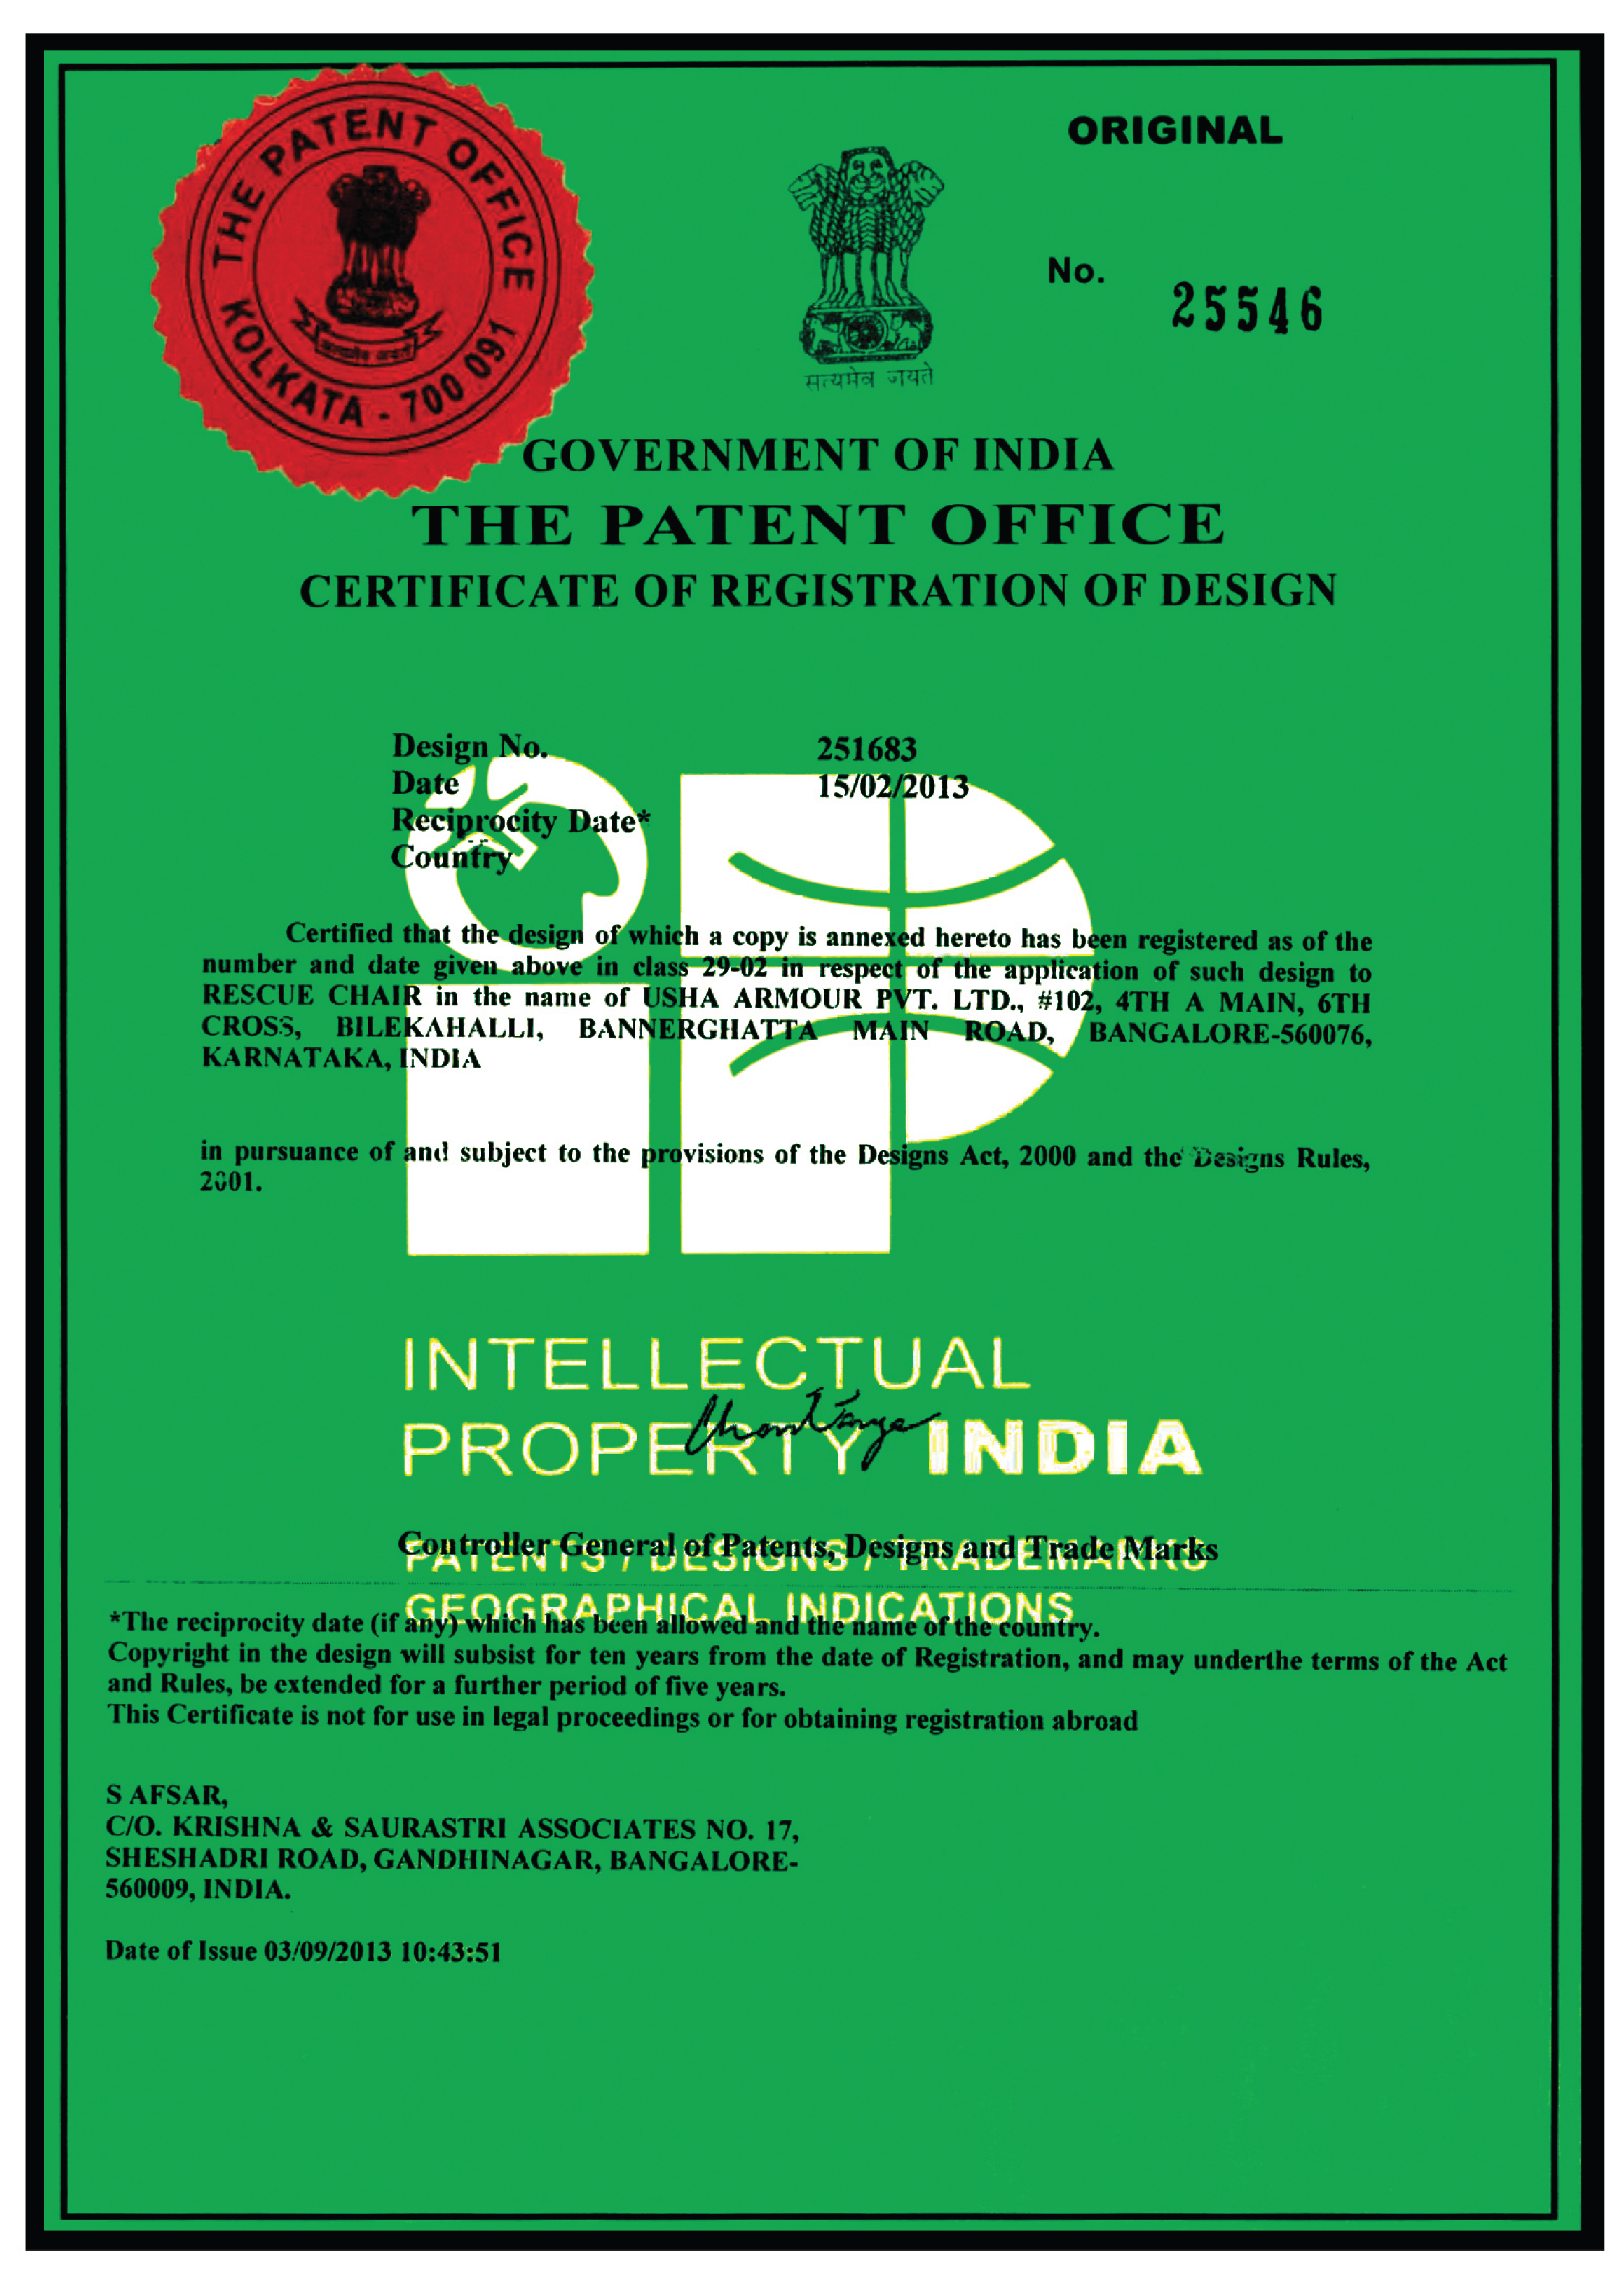 THE PATENT OFFICE
KOLKATA - 700 091
ORIGINAL
No. 25546
सत्यमेव जयते
GOVERNMENT OF INDIA
THE PATENT OFFICE
CERTIFICATE OF REGISTRATION OF DESIGN
Design No. 251683
Date 15/02/2013
Reciprocity Date*
Country
Certified that the design of which a copy is annexed hereto has been registered as of the
number and date given above in class 29-02 in respect of the application of such design to
RESCUE CHAIR in the name of USHA ARMOUR PVT. LTD., #102, 4TH A MAIN, 6TH
CROSS, BILEKAHALLI, BANNERGHATTA MAIN ROAD, BANGALORE-560076,
KARNATAKA, INDIA
in pursuance of and subject to the provisions of the Designs Act, 2000 and the Designs Rules,
2001.
INTELLECTUAL
PROPERTY INDIA
Controller General of Patents, Designs and Trade Marks
PATENTS / DESIGNS / TRADEMARKS
GEOGRAPHICAL INDICATIONS
*The reciprocity date (if any) which has been allowed and the name of the country.
Copyright in the design will subsist for ten years from the date of Registration, and may underthe terms of the Act
and Rules, be extended for a further period of five years.
This Certificate is not for use in legal proceedings or for obtaining registration abroad
S AFSAR,
C/O. KRISHNA & SAURASTRI ASSOCIATES NO. 17,
SHESHADRI ROAD, GANDHINAGAR, BANGALORE-
560009, INDIA.
Date of Issue 03/09/2013 10:43:51